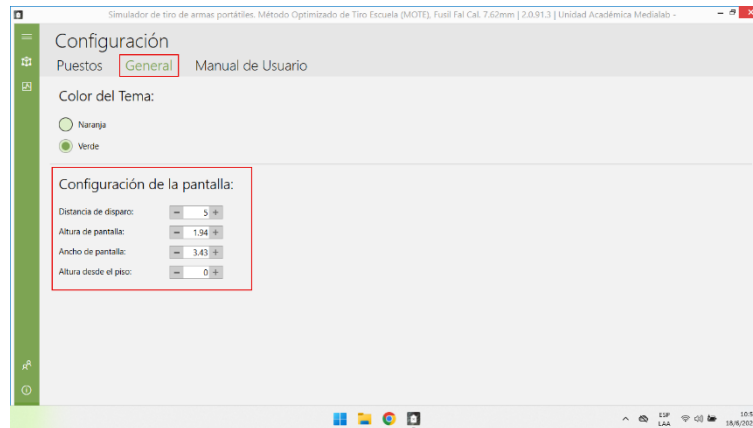 Simulador de tiro de armas portátiles. Método Optimizado de Tiro Escuela (MOTE), Fusil Fal Cal. 7.62mm | 2.0.91.3 | Unidad Académica Medialab -
Configuración
Puestos General Manual de Usuario
Color del Tema:
Naranja
Verde
Configuración de la pantalla:
Distancia de disparo: − 5 +
Altura de pantalla: − 1.94 +
Ancho de pantalla: − 3.43 +
Altura desde el piso: − 0 +
ESP
LAA